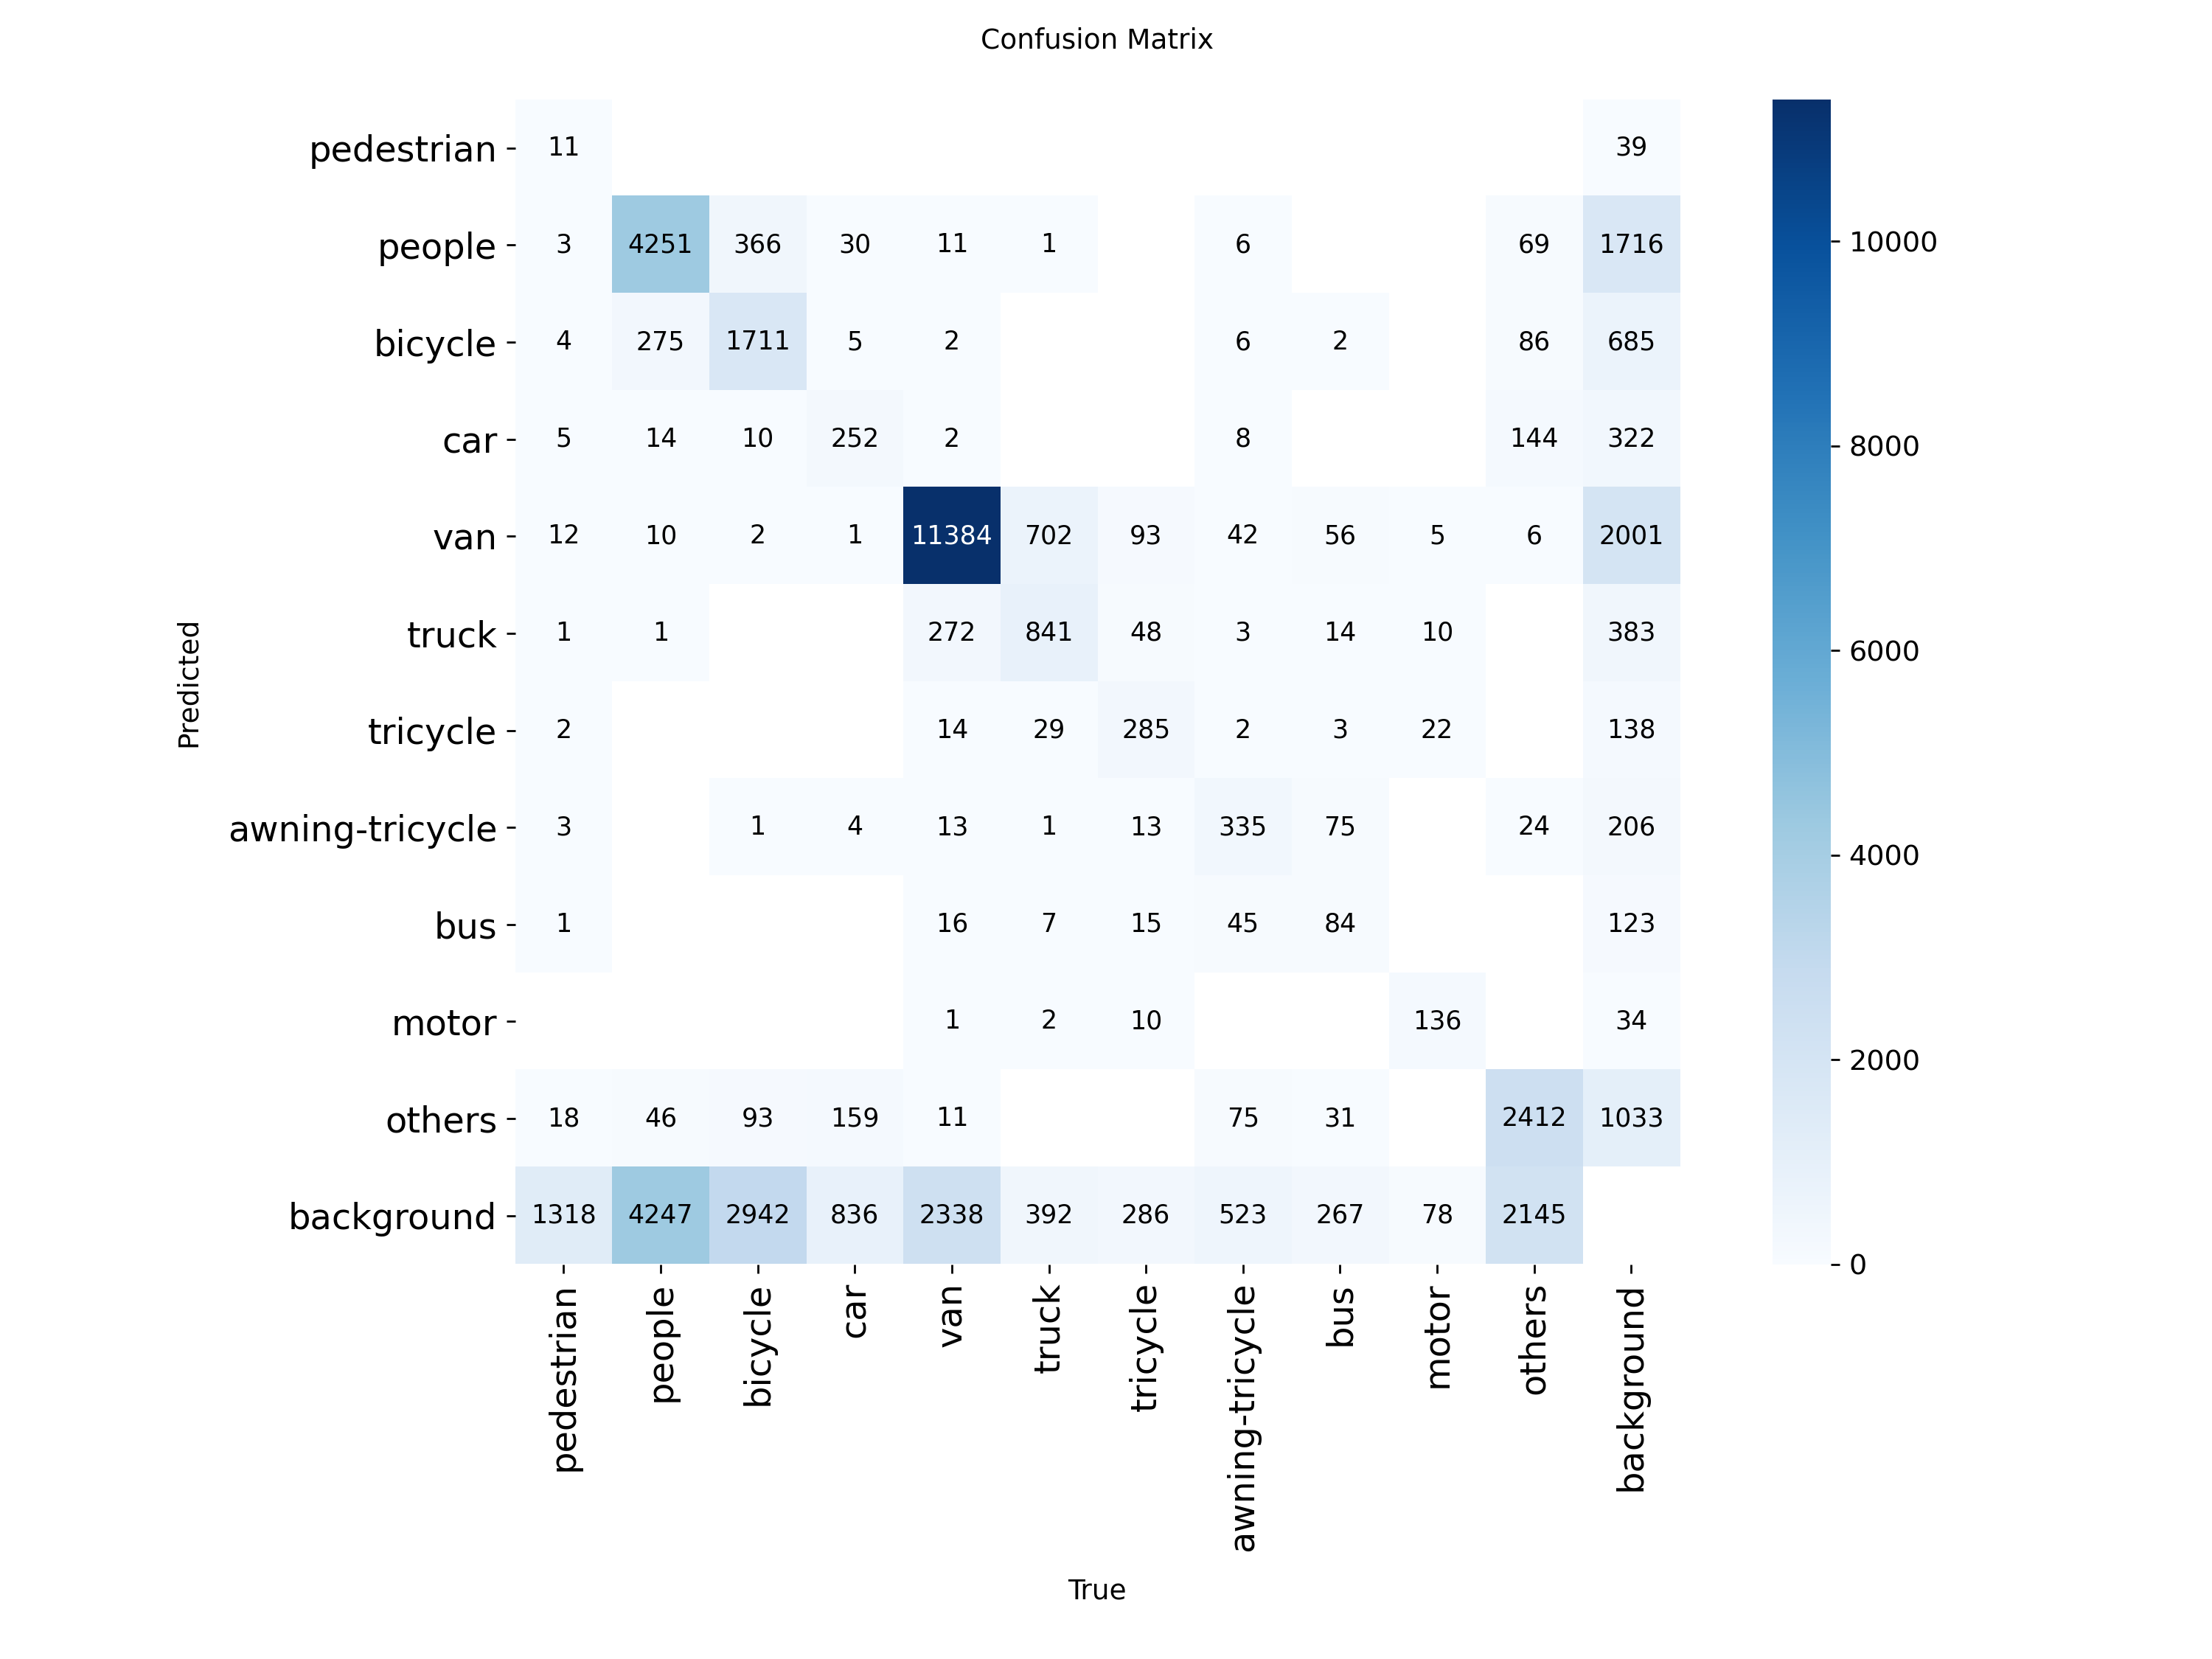 Confusion Matrix
pedestrian 11 39
people 3 4251 366 30 11 1 6 69 1716
bicycle 4 275 1711 5 2 6 2 86 685
car 5 14 10 252 2 8 144 322
van 12 10 2 1 11384 702 93 42 56 5 6 2001
truck 1 1 272 841 48 3 14 10 383
tricycle 2 14 29 285 2 3 22 138
awning-tricycle 3 1 4 13 1 13 335 75 24 206
bus 1 16 7 15 45 84 123
motor 1 2 10 136 34
others 18 46 93 159 11 75 31 2412 1033
background 1318 4247 2942 836 2338 392 286 523 267 78 2145
Predicted
pedestrian people bicycle car van truck tricycle awning-tricycle bus motor others background
True
10000
8000
6000
4000
2000
0